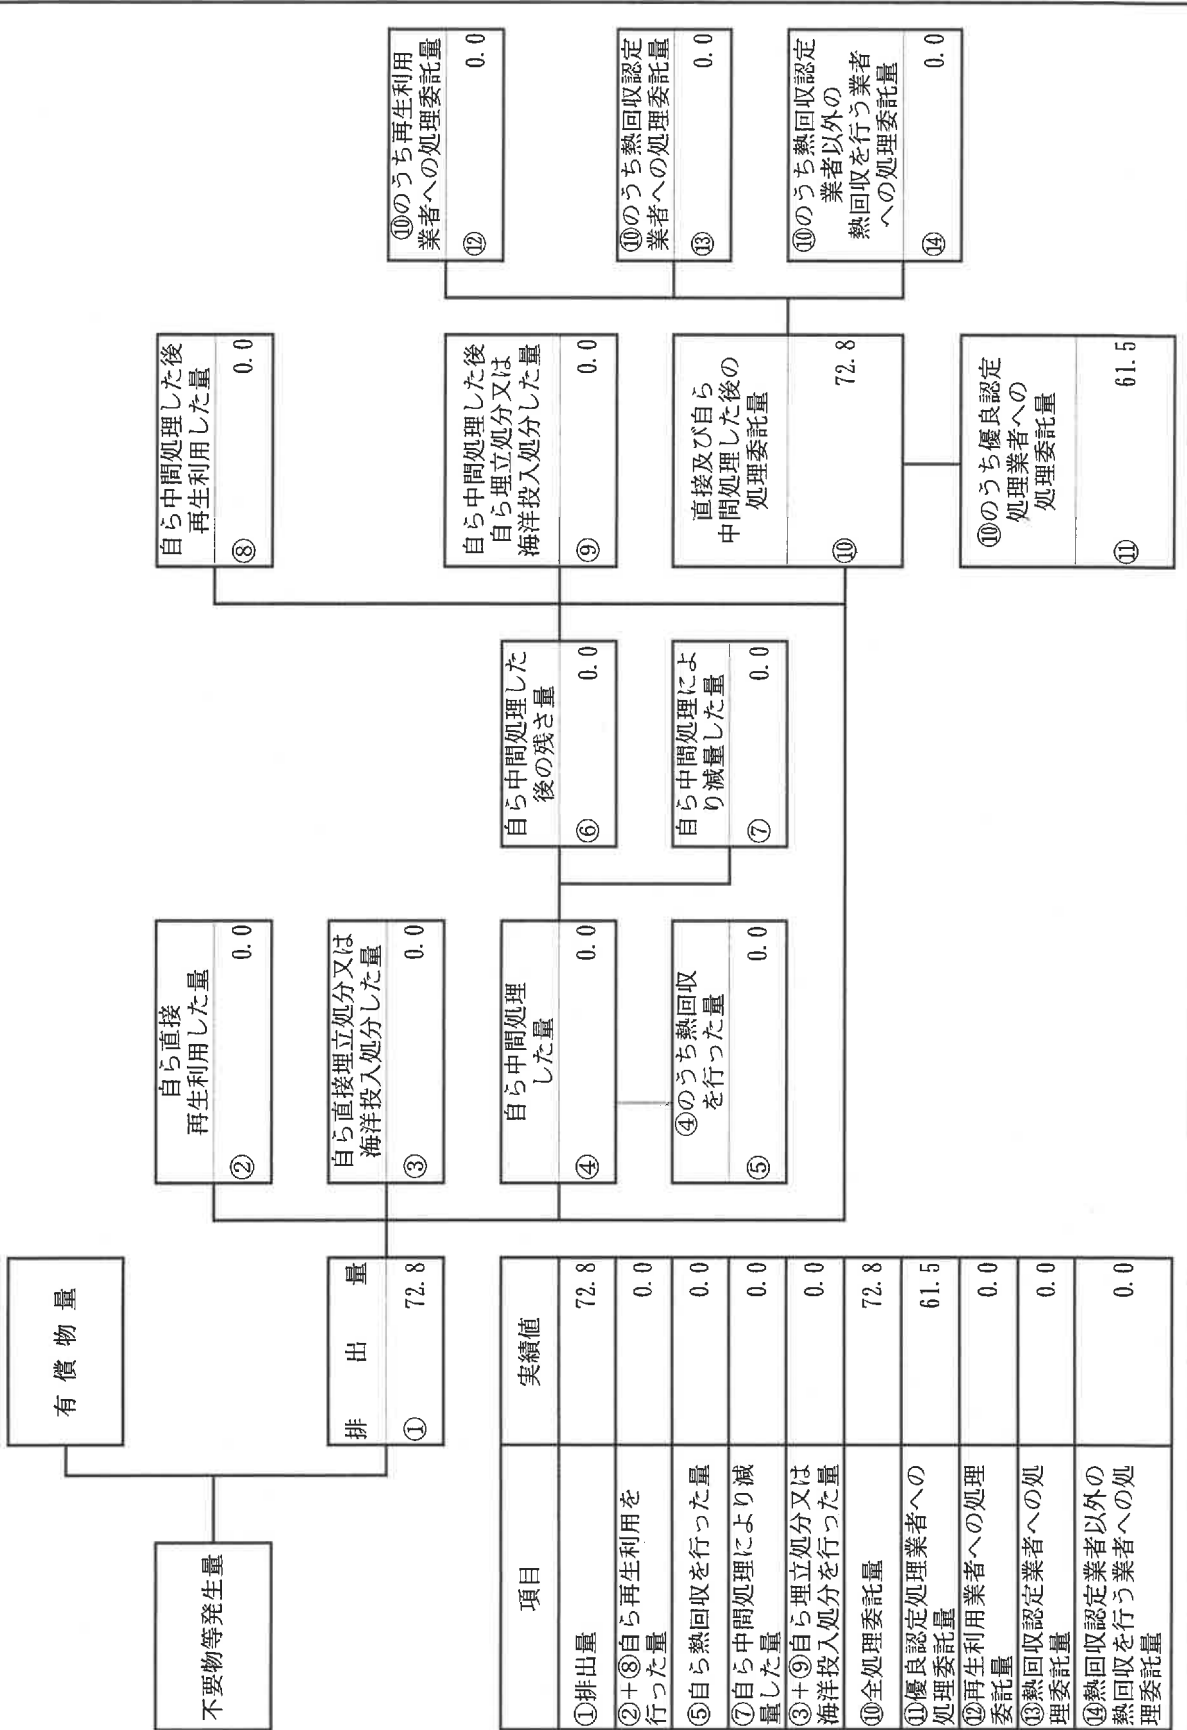 不要物等発生量
有償物量
排出量
① 72.8
自ら直接
再生利用した量
② 0.0
自ら直接埋立処分又は
海洋投入処分した量
③ 0.0
自ら中間処理
した量
④ 0.0
④のうち熱回収
を行った量
⑤ 0.0
自ら中間処理した
後の残さ量
⑥ 0.0
自ら中間処理によ
り減量した量
⑦ 0.0
自ら中間処理した後
再生利用した量
⑧ 0.0
自ら中間処理した後
自ら埋立処分又は
海洋投入処分した量
⑨ 0.0
直接及び自ら
中間処理した後の
処理委託量
⑩ 72.8
⑩のうち優良認定
処理業者への
処理委託量
⑪ 61.5
⑩のうち再生利用
業者への処理委託量
⑫ 0.0
⑩のうち熱回収認定
業者への処理委託量
⑬ 0.0
⑩のうち熱回収認定
業者以外の
熱回収を行う業者
への処理委託量
⑭ 0.0
項目 実績値
①排出量 72.8
②+⑧自ら再生利用を
行った量 0.0
⑤自ら熱回収を行った量 0.0
⑦自ら中間処理により減
量した量 0.0
③+⑨自ら埋立処分又は
海洋投入処分を行った量 0.0
⑩全処理委託量 72.8
⑪優良認定処理業者への
処理委託量 61.5
⑫再生利用業者への処理
委託量 0.0
⑬熱回収認定業者への処
理委託量 0.0
⑭熱回収認定業者以外の
熱回収を行う業者への処
理委託量 0.0